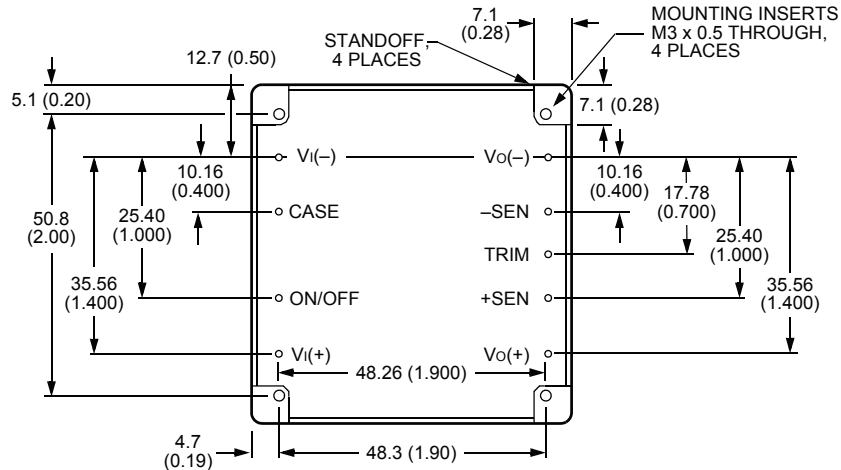 7.1
(0.28)
MOUNTING INSERTS
M3 x 0.5 THROUGH,
4 PLACES
STANDOFF,
4 PLACES
12.7 (0.50)
5.1 (0.20)
7.1 (0.28)
VI(–)
VO(–)
10.16
(0.400)
10.16
(0.400)
17.78
(0.700)
CASE
–SEN
50.8
(2.00)
25.40
(1.000)
25.40
(1.000)
TRIM
35.56
(1.400)
35.56
(1.400)
ON/OFF
+SEN
VI(+)
VO(+)
48.26 (1.900)
4.7
(0.19)
48.3 (1.90)